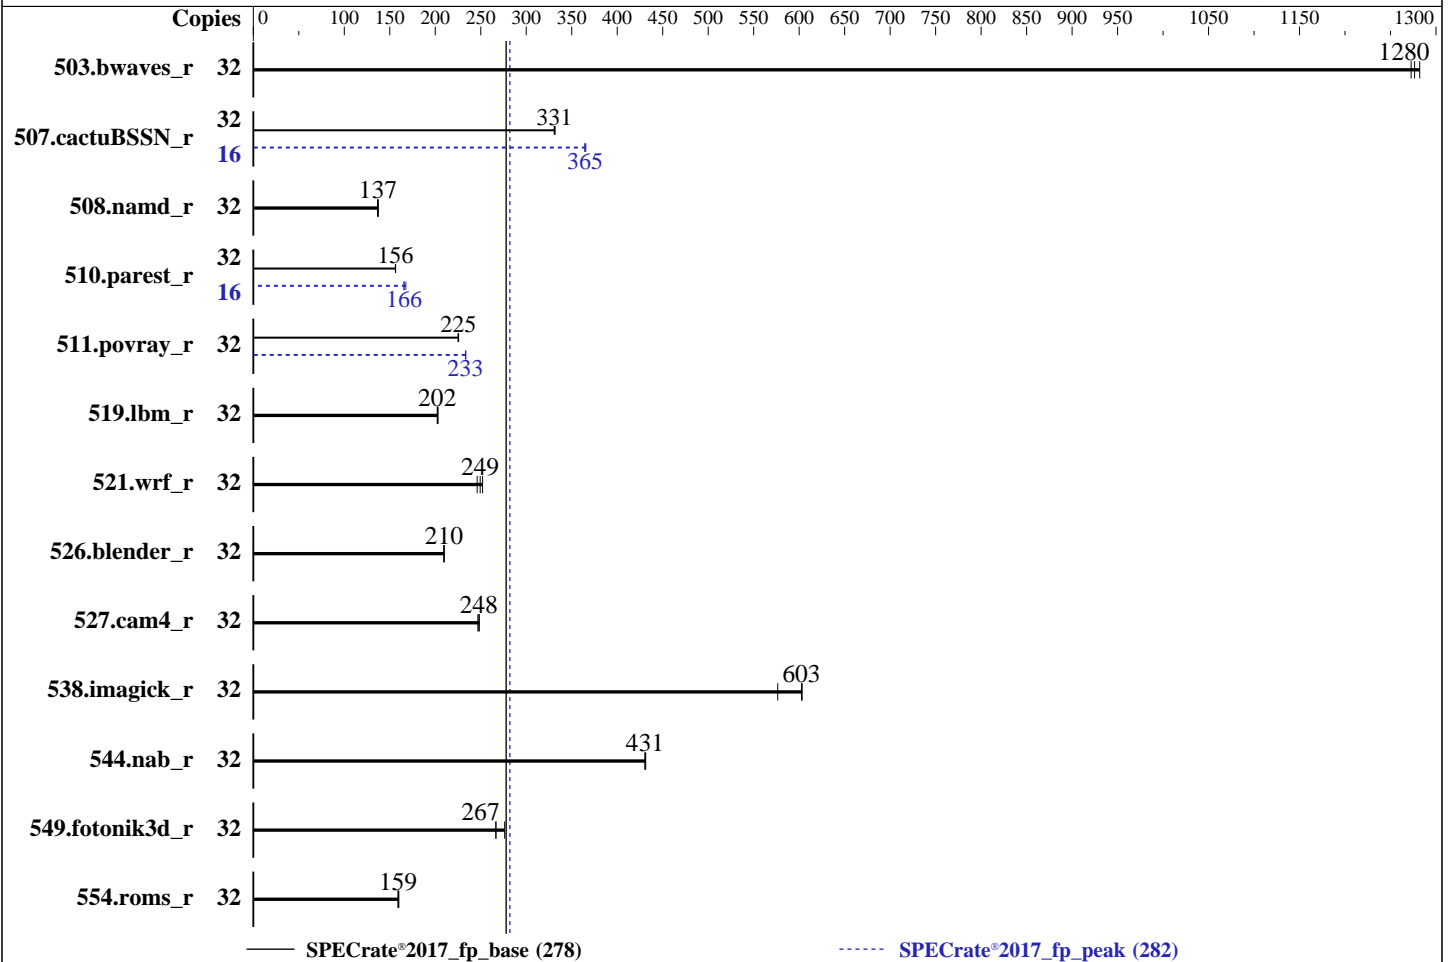 Copies 0 100 150 200 250 300 350 400 450 500 550 600 650 700 750 800 850 900 950 1050 1150 1300
503.bwaves_r 32 1280
507.cactuBSSN_r 32 331
16 365
508.namd_r 32 137
510.parest_r 32 156
16 166
511.povray_r 32 225
233
519.lbm_r 32 202
521.wrf_r 32 249
526.blender_r 32 210
527.cam4_r 32 248
538.imagick_r 32 603
544.nab_r 32 431
549.fotonik3d_r 32 267
554.roms_r 32 159
SPECrate®2017_fp_base (278) SPECrate®2017_fp_peak (282)